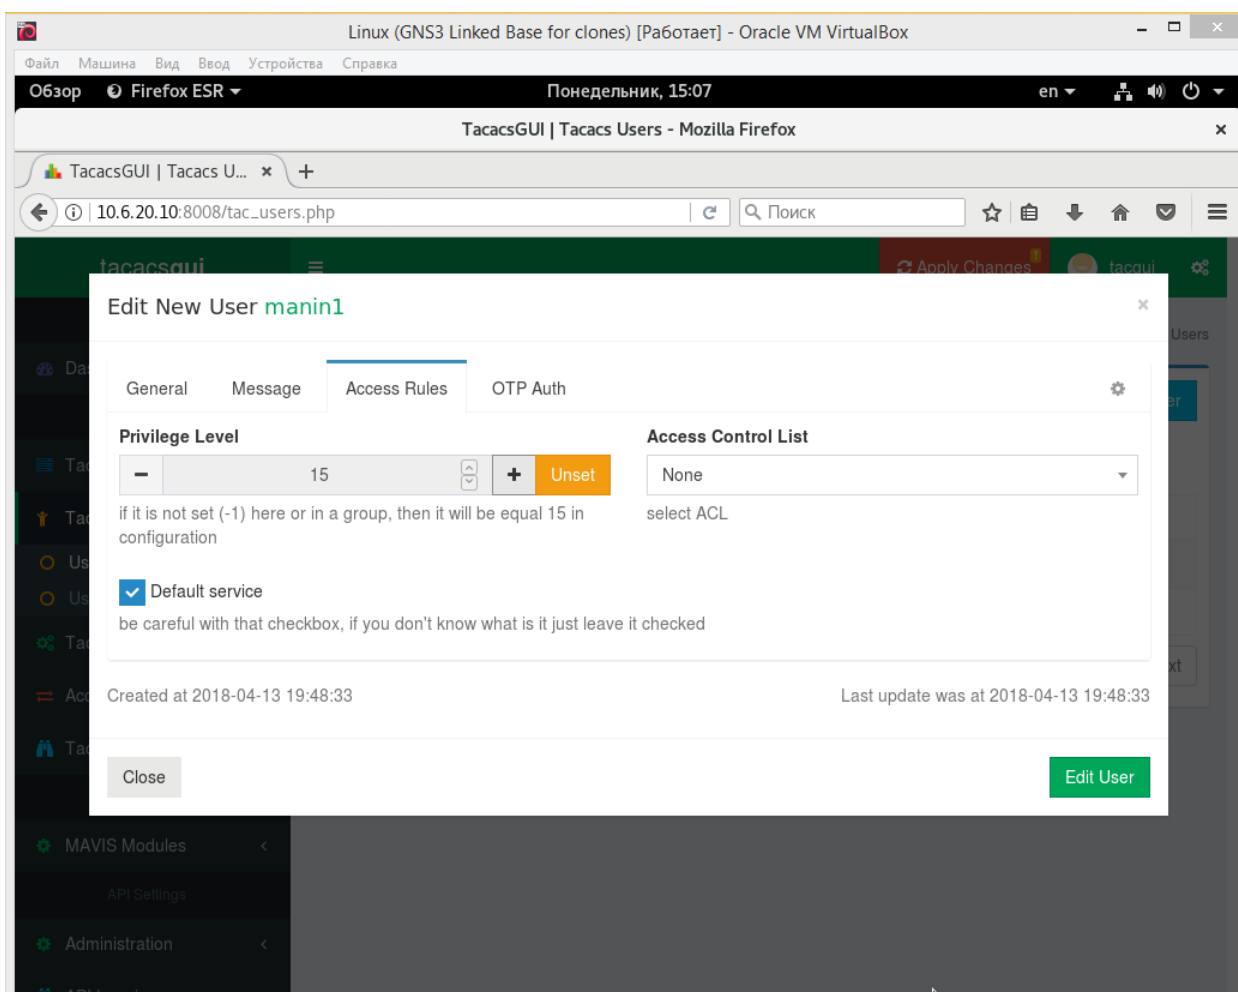 Linux (GNS3 Linked Base for clones) [Работает] - Oracle VM VirtualBox
Файл Машина Вид Ввод Устройства Справка
Обзор Firefox ESR Понедельник, 15:07 en
TacacsGUI | Tacacs Users - Mozilla Firefox
TacacsGUI | Tacacs U...
10.6.20.10:8008/tac_users.php Поиск
tacacsgui Apply Changes tacgui
Edit New User manin1
Users
General Message Access Rules OTP Auth
Privilege Level Access Control List
15 Unset None
if it is not set (-1) here or in a group, then it will be equal 15 in
configuration
select ACL
Default service
be careful with that checkbox, if you don't know what is it just leave it checked
Created at 2018-04-13 19:48:33 Last update was at 2018-04-13 19:48:33
Close Edit User
MAVIS Modules
API Settings
Administration